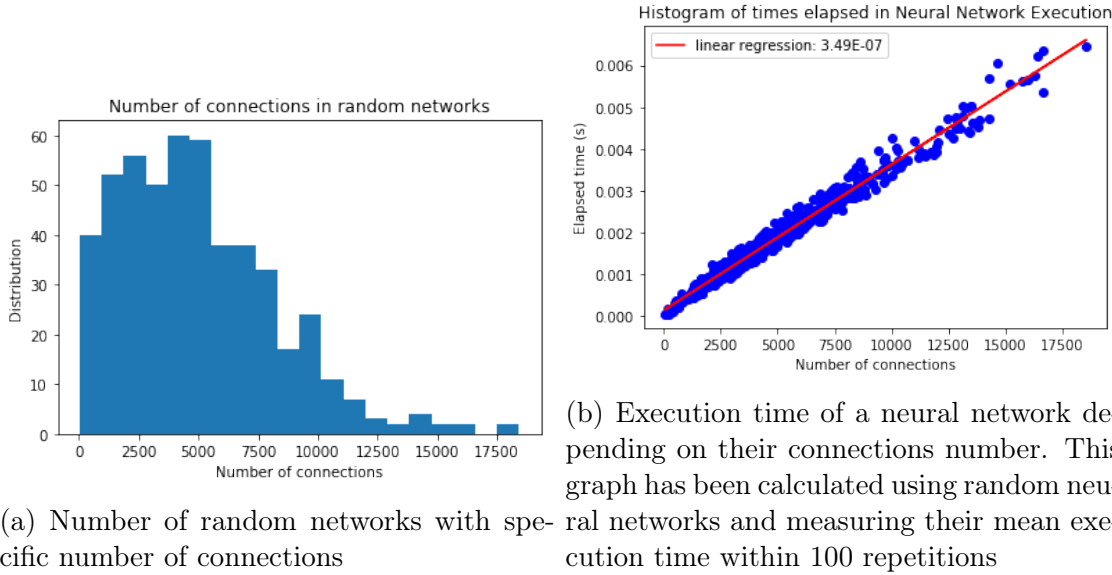 Number of connections in random networks
60
50
40
30
20
10
0
Distribution
0 2500 5000 7500 10000 12500 15000 17500
Number of connections
(a) Number of random networks with spe-
cific number of connections
Histogram of times elapsed in Neural Network Execution
linear regression: 3.49E-07
0.006
0.005
0.004
0.003
0.002
0.001
0.000
Elapsed time (s)
0 2500 5000 7500 10000 12500 15000 17500
Number of connections
(b) Execution time of a neural network de-
pending on their connections number. This
graph has been calculated using random neu-
ral networks and measuring their mean exe-
cution time within 100 repetitions